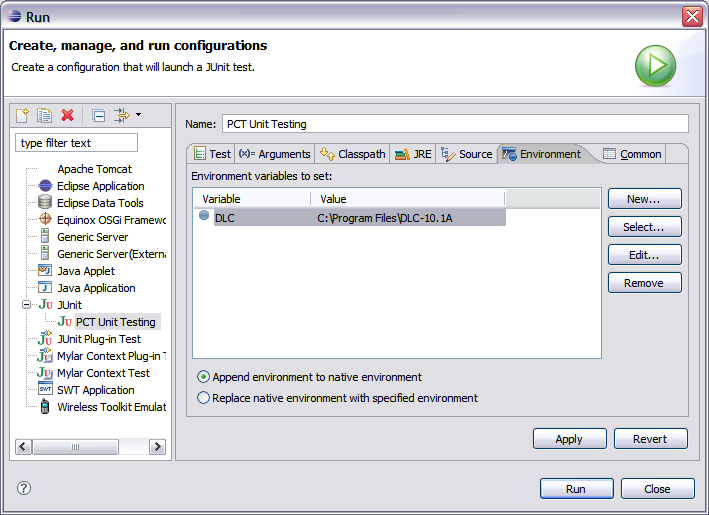 Run
Create, manage, and run configurations
Create a configuration that will launch a JUnit test.
type filter text
Apache Tomcat
Eclipse Application
Eclipse Data Tools
Equinox OSGi Framewo
Generic Server
Generic Server(Externa
Java Applet
Java Application
JUnit
PCT Unit Testing
JUnit Plug-in Test
Mylar Context Plug-in T
Mylar Context Test
SWT Application
Wireless Toolkit Emulat
Name: PCT Unit Testing
Test Arguments Classpath JRE Source Environment Common
Environment variables to set:
Variable Value
DLC C:\Program Files\DLC-10.1A
New...
Select...
Edit...
Remove
Append environment to native environment
Replace native environment with specified environment
Apply Revert
Run Close